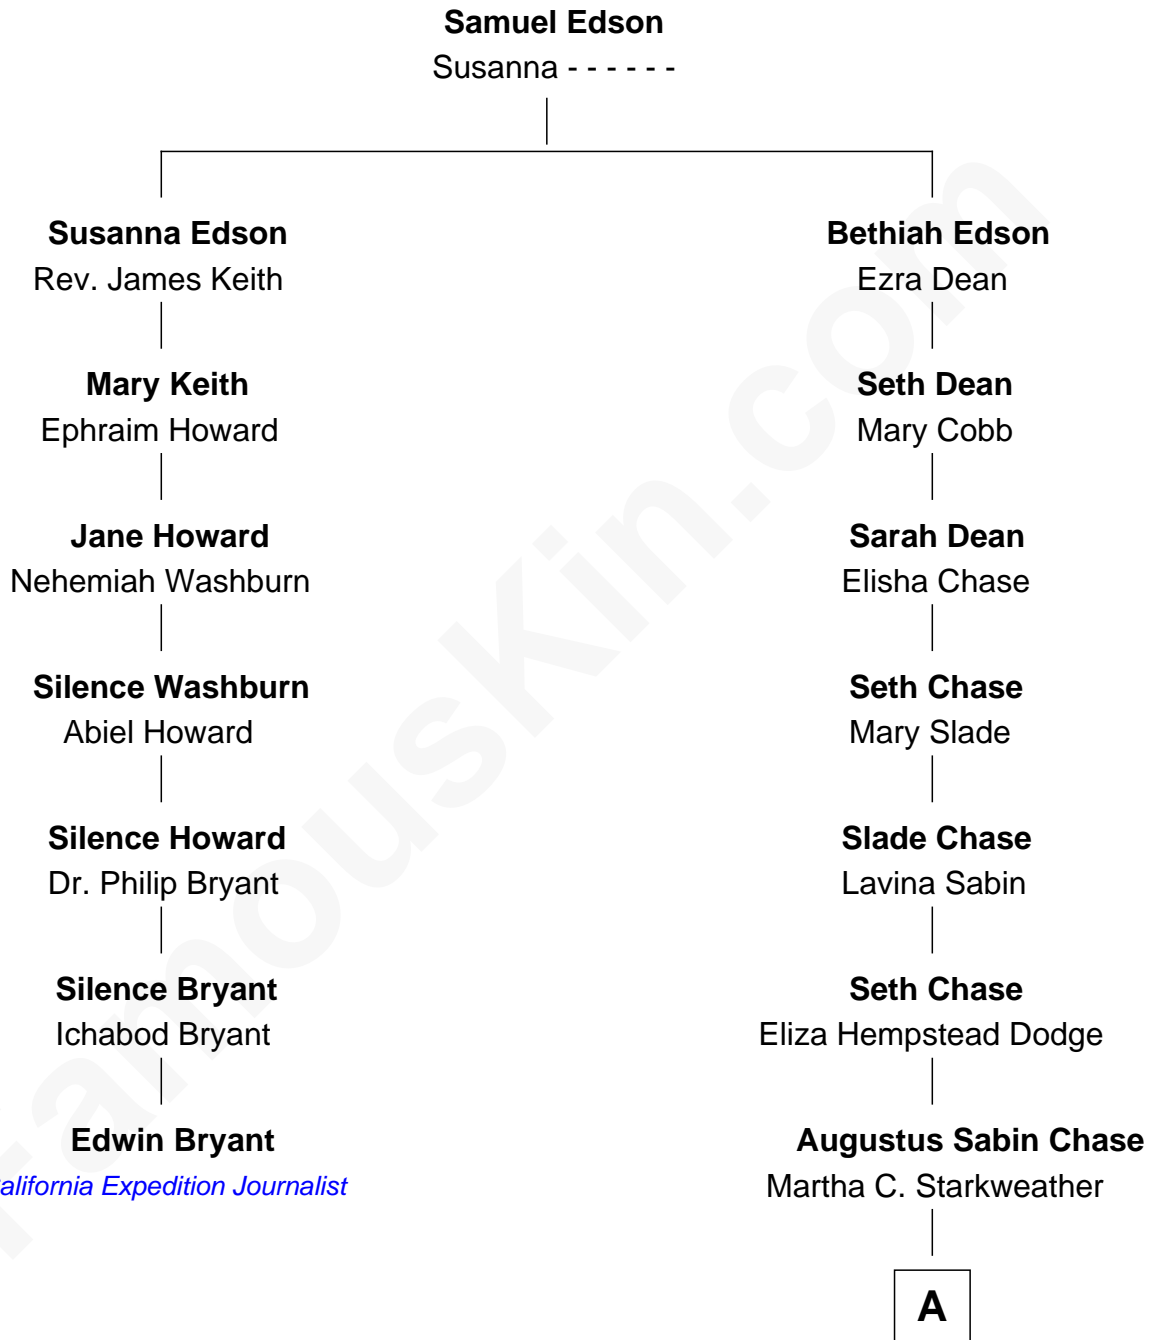 Samuel Edson
Susanna - - - - - -
Susanna Edson
Rev. James Keith
Bethiah Edson
Ezra Dean
Mary Keith
Ephraim Howard
Seth Dean
Mary Cobb
Jane Howard
Nehemiah Washburn
Sarah Dean
Elisha Chase
Silence Washburn
Abiel Howard
Seth Chase
Mary Slade
Silence Howard
Dr. Philip Bryant
Slade Chase
Lavina Sabin
Silence Bryant
Ichabod Bryant
Seth Chase
Eliza Hempstead Dodge
Edwin Bryant
alifornia Expedition Journalist
Augustus Sabin Chase
Martha C. Starkweather
A
FamousKin.com